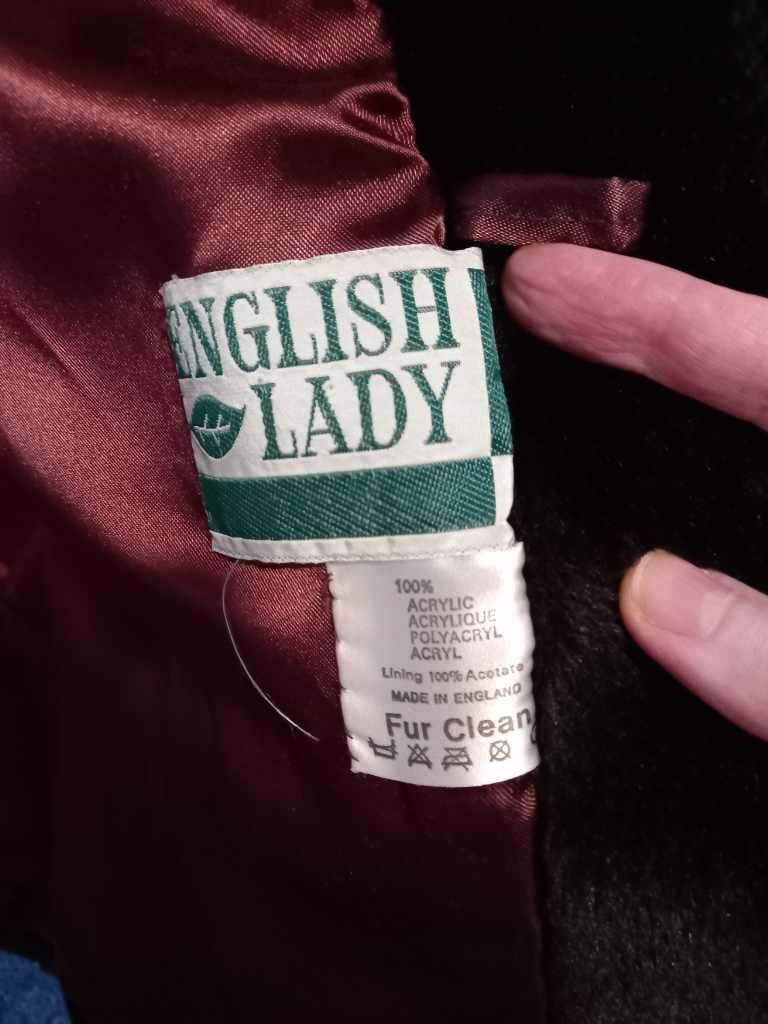 ENGLISH
LADY
100%
ACRYLIC
ACRYLIQUE
POLYACRYL
ACRYL
Lining 100% Acetate
MADE IN ENGLAND
Fur Clean